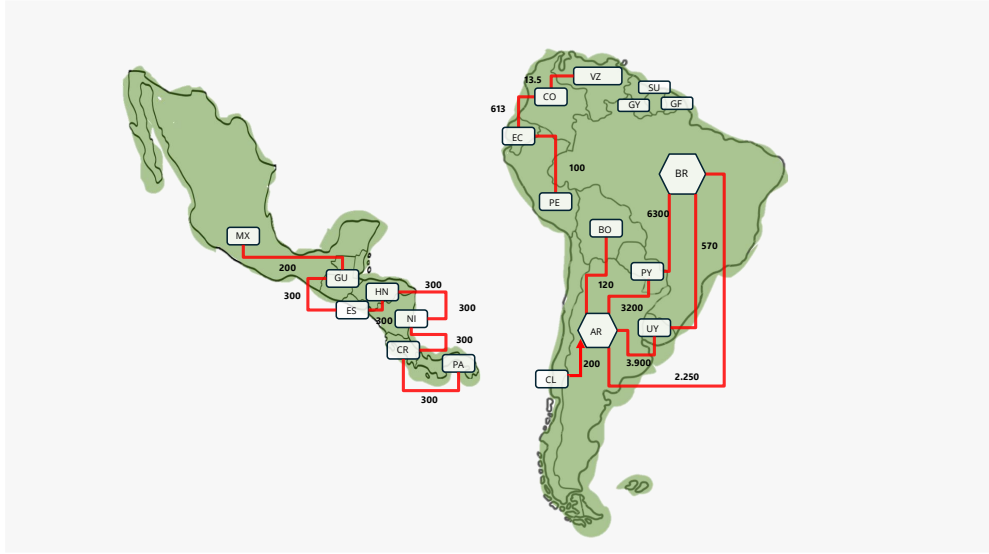 MX
200
GU
300
HN
300
ES
300
300
NI
300
CR
PA
300
13.5
VZ
CO
613
SU
GY
GF
EC
100
BR
PE
6300
BO
570
PY
120
3200
AR
UY
200
3.900
CL
2.250